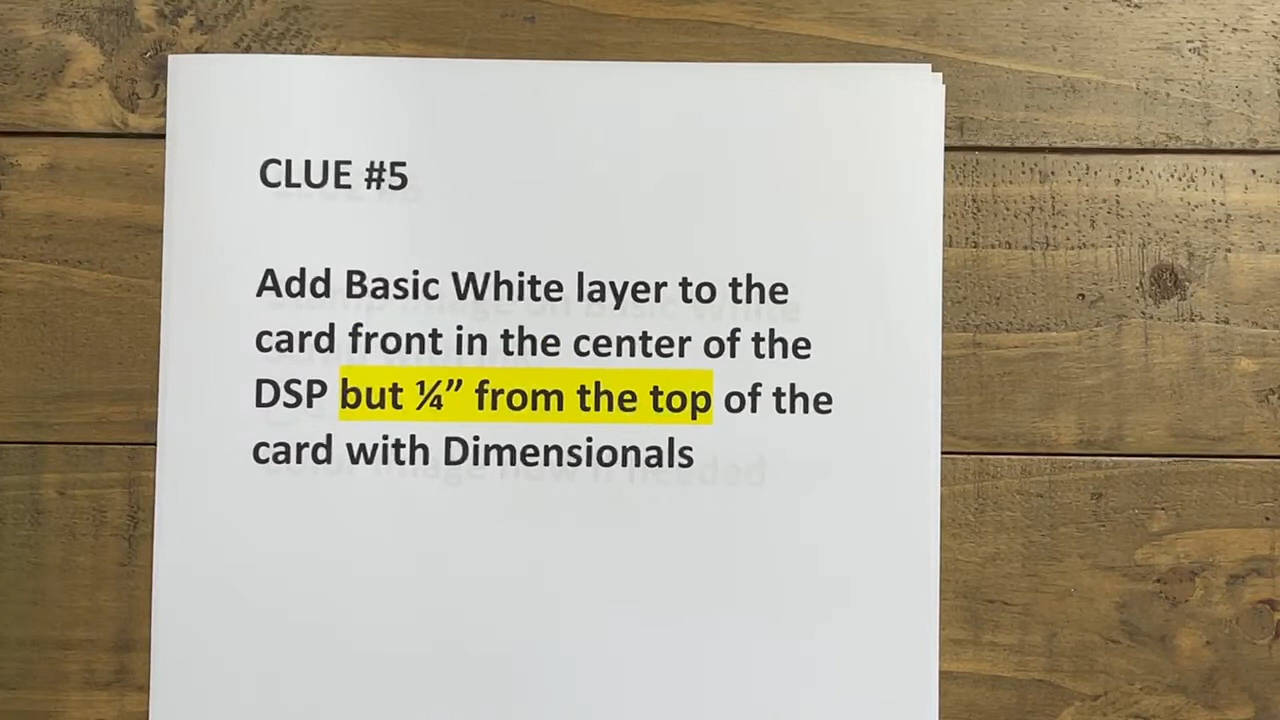 CLUE #5
Add Basic White layer to the
card front in the center of the
DSP but ¼” from the top of the
card with Dimensionals